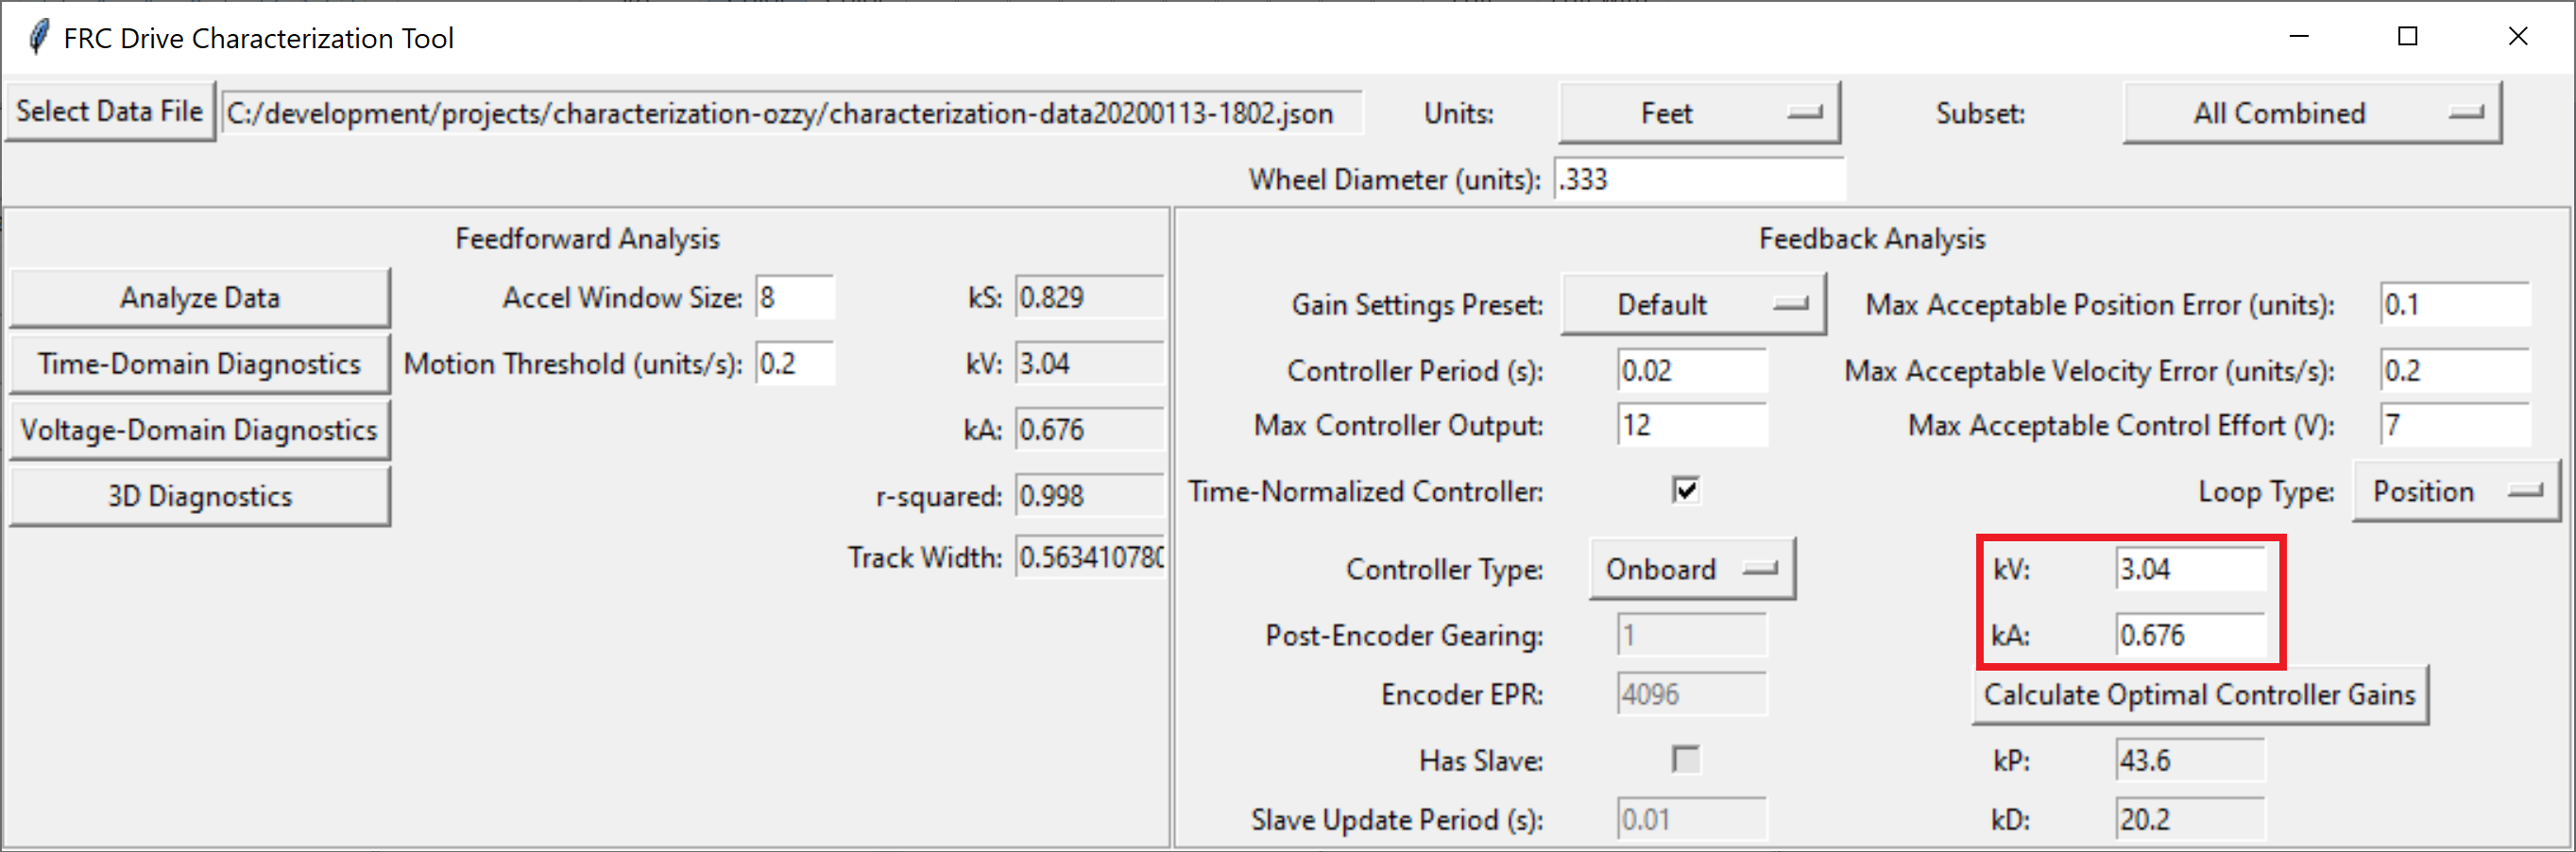 FRC Drive Characterization Tool
Select Data File C:/development/projects/characterization-ozzy/characterization-data20200113-1802.json Units: Feet Subset: All Combined
Wheel Diameter (units): .333
Feedforward Analysis
Analyze Data Accel Window Size: 8 kS: 0.829
Time-Domain Diagnostics Motion Threshold (units/s): 0.2 kV: 3.04
Voltage-Domain Diagnostics kA: 0.676
3D Diagnostics r-squared: 0.998
Track Width: 0.563410780
Feedback Analysis
Gain Settings Preset: Default Max Acceptable Position Error (units): 0.1
Controller Period (s): 0.02 Max Acceptable Velocity Error (units/s): 0.2
Max Controller Output: 12 Max Acceptable Control Effort (V): 7
Time-Normalized Controller: Loop Type: Position
Controller Type: Onboard kV: 3.04
Post-Encoder Gearing: 1 kA: 0.676
Encoder EPR: 4096 Calculate Optimal Controller Gains
Has Slave: kP: 43.6
Slave Update Period (s): 0.01 kD: 20.2